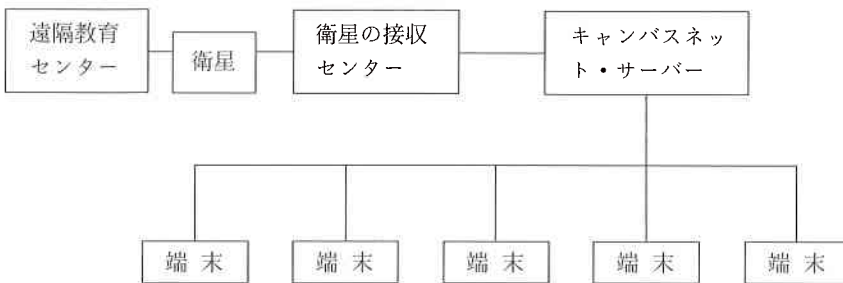 遠隔教育
センター
衛星
衛星の接収
センター
キャンバスネッ
ト・サーバー
端 末
端 末
端 末
端 末
端 末